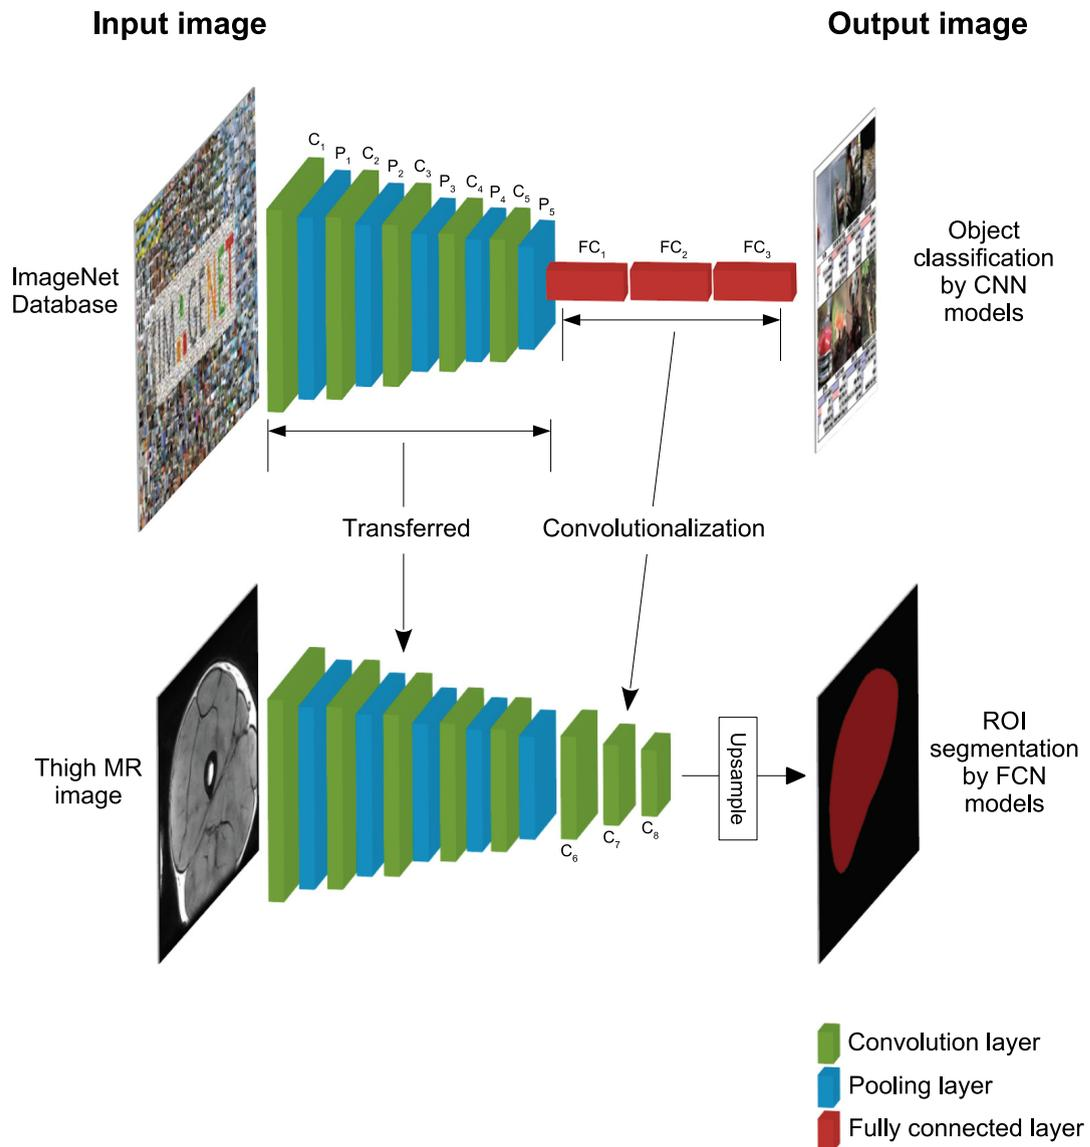 Input image
Output image
C₁
P₁
C₂
P₂
C₃
P₃
C₄
P₄
C₅
P₅
FC₁
FC₂
FC₃
ImageNet
Database
IMAGENET
Object
classification
by CNN
models
Transferred
Convolutionalization
Thigh MR
image
C₆
C₇
C₈
Upsample
ROI
segmentation
by FCN
models
Convolution layer
Pooling layer
Fully connected layer